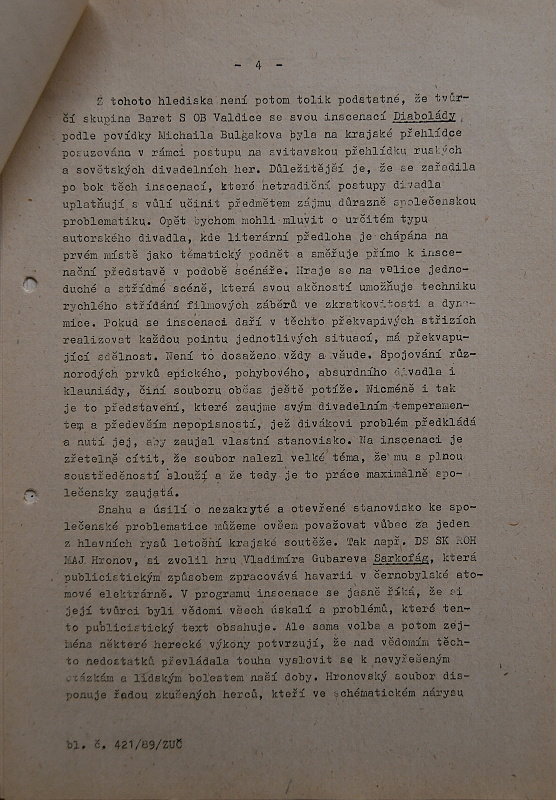 - 4 -
Z tohoto hlediska není potom tolik podstatné, že tvůr-
čí skupina Baret S OB Valdice se svou inscenací Diabolády,
podle povídky Michaila Bulgakova byla na krajské přehlídce
posuzována v rámci postupu na svitavskou přehlídku ruských
a sovětských divadelních her. Důležitější je, že se zařadila
po bok těch inscenací, které netradiční postupy divadla
uplatňují s vůlí učinit předmětem zájmu důrazně společenskou
problematiku. Opět bychom mohli mluvit o určitém typu
autorského divadla, kde literární předloha je chápána na
prvém místě jako tématický podnět a směřuje přímo k insce-
nační představě v podobě scénáře. Hraje se na velice jedno-
duché a střídmé scéně, která svou akčností umožňuje techniku
rychlého střídání filmových záběrů ve zkratkovitosti a dyna-
mice. Pokud se inscenaci daří v těchto překvapivých střizích
realizovat každou pointu jednotlivých situací, má překvapu-
jící sdělnost. Není to dosaženo vždy a všude. Spojování růz-
norodých prvků epického, pohybového, absurdního divadla i
klauniády, činí souboru občas ještě potíže. Nicméně i tak
je to představení, které zaujme svým divadelním temperamen-
tem a především nepopisností, jež divákovi problém předkládá
a nutí jej, aby zaujal vlastní stanovisko. Na inscenaci je
zřetelně cítit, že soubor nalezl velké téma, že mu s plnou
soustředěností slouží a že tedy je to práce maximálně spo-
lečensky zaujatá.
Snahu a úsilí o nezakryté a otevřené stanovisko ke spo-
lečenské problematice můžeme ovšem považovat vůbec za jeden
z hlavních rysů letošní krajské soutěže. Tak např. DS SK ROH
MAJ Hronov, si zvolil hru Vladimíra Gubareva Sarkofág, která
publicistickým způsobem zpracovává havarii v černobylské ato-
mové elektrárně. V programu inscenace se jasně říká, že si
její tvůrci byli vědomi všech úskalí a problémů, které ten-
to publicistický text obsahuje. Ale sama volba a potom zej-
ména některé herecké výkony potvrzují, že nad vědomím těch-
to nedostatků převládala touha vyslovit se k nevyřešeným
otázkám a lidským bolestem naší doby. Hronovský soubor dis-
ponuje řadou zkušených herců, kteří ve schématickém nárysu
bl. č. 421/89/ZUČ